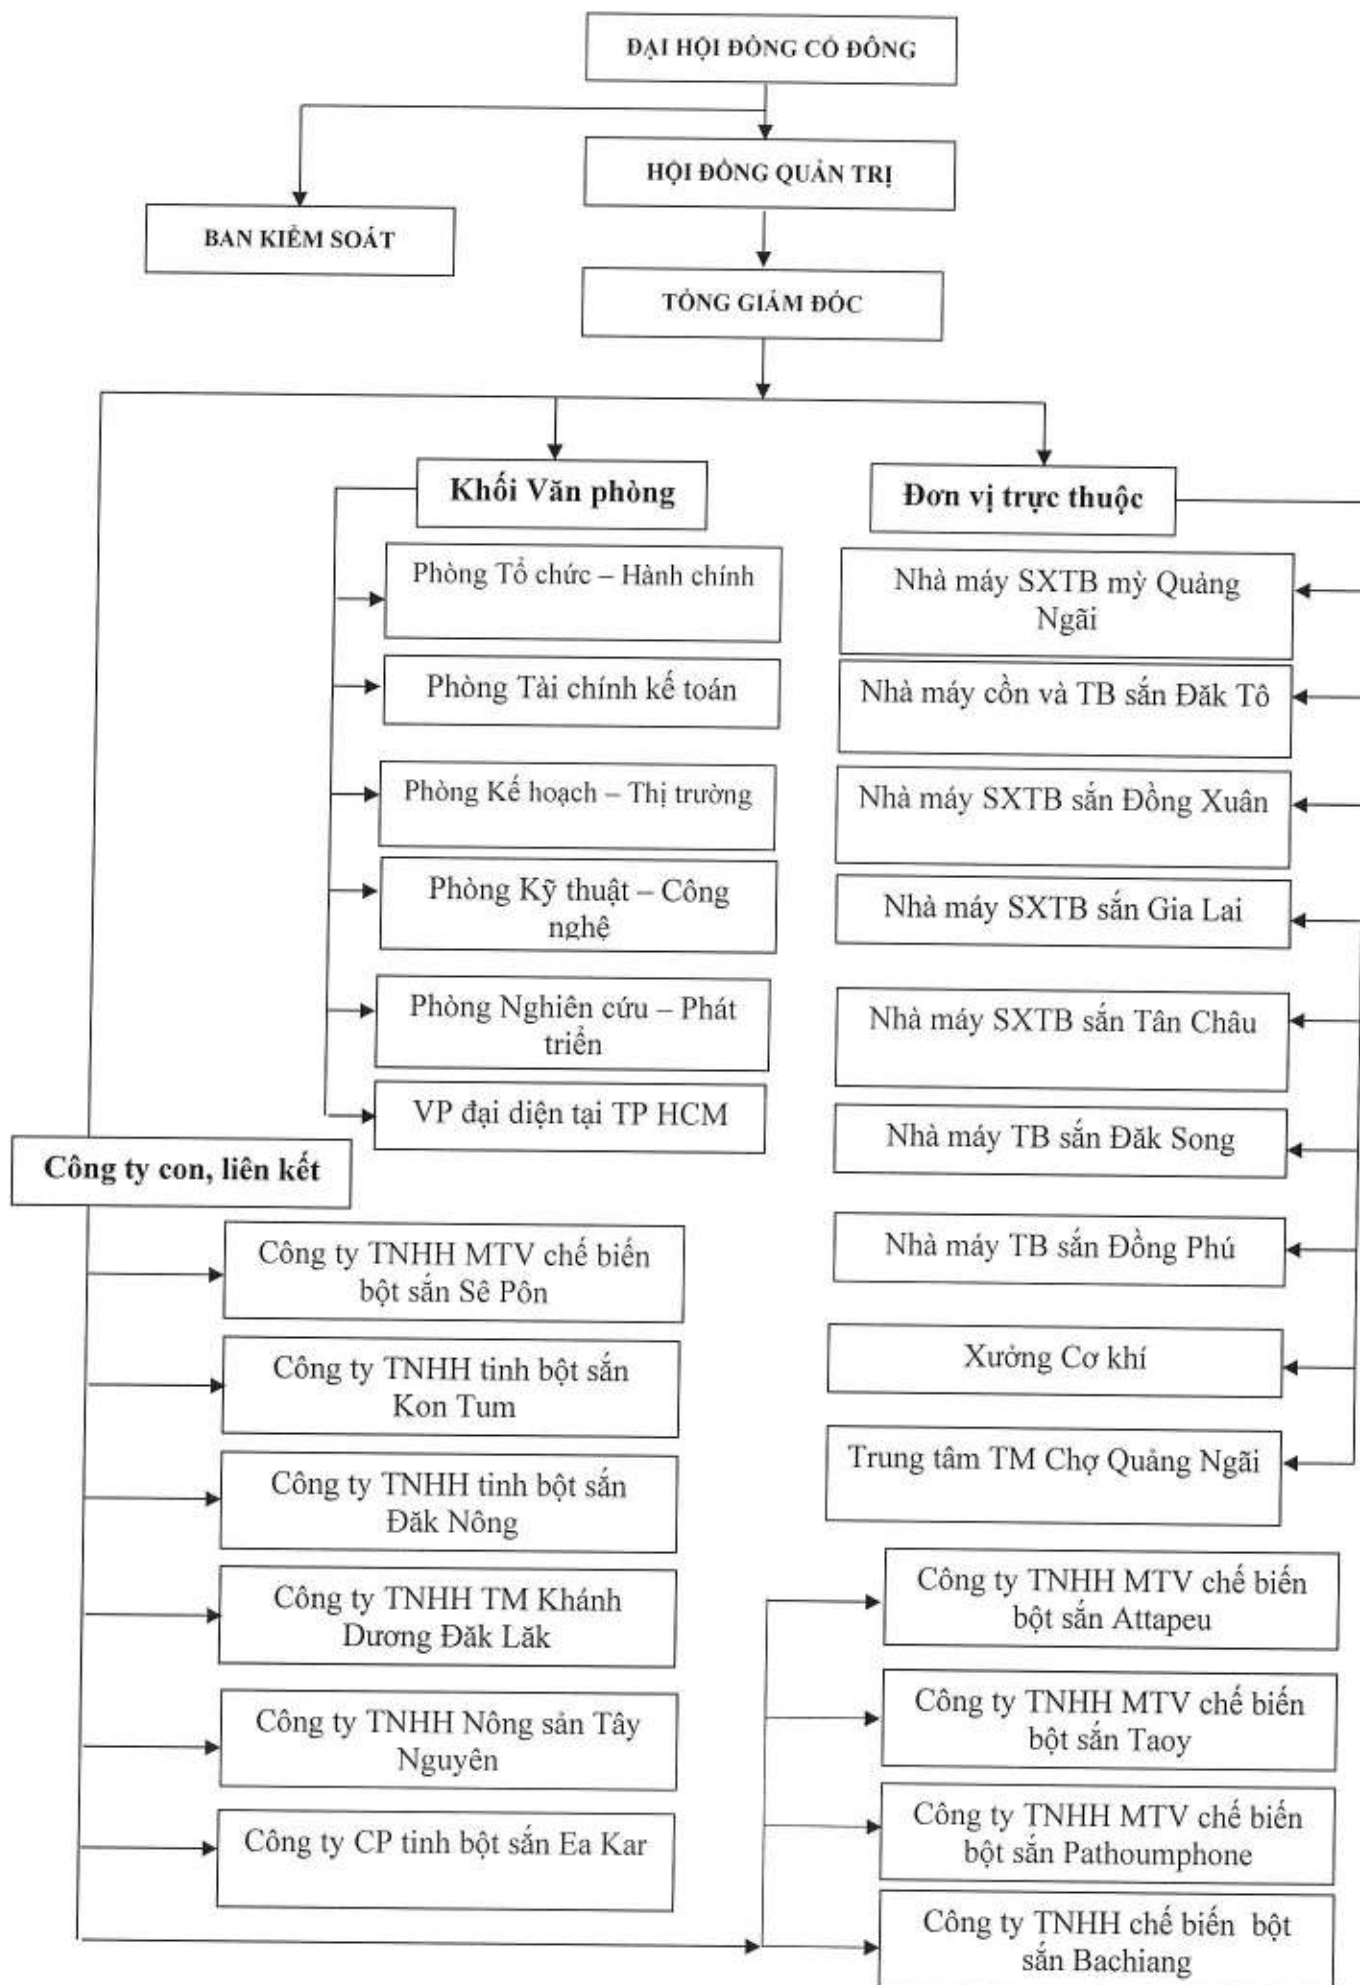 ĐẠI HỘI ĐỒNG CỔ ĐÔNG
HỘI ĐỒNG QUẢN TRỊ
BAN KIỂM SOÁT
TỔNG GIÁM ĐỐC
Khối Văn phòng
Phòng Tổ chức – Hành chính
Phòng Tài chính kế toán
Phòng Kế hoạch – Thị trường
Phòng Kỹ thuật – Công
nghệ
Phòng Nghiên cứu – Phát
triển
VP đại diện tại TP HCM
Đơn vị trực thuộc
Nhà máy SXTB mỳ Quảng
Ngãi
Nhà máy cồn và TB sắn Đăk Tô
Nhà máy SXTB sắn Đồng Xuân
Nhà máy SXTB sắn Gia Lai
Nhà máy SXTB sắn Tân Châu
Nhà máy TB sắn Đăk Song
Nhà máy TB sắn Đồng Phú
Xưởng Cơ khí
Trung tâm TM Chợ Quảng Ngãi
Công ty con, liên kết
Công ty TNHH MTV chế biến
bột sắn Sê Pôn
Công ty TNHH tinh bột sắn
Kon Tum
Công ty TNHH tinh bột sắn
Đăk Nông
Công ty TNHH TM Khánh
Dương Đăk Lăk
Công ty TNHH Nông sản Tây
Nguyên
Công ty CP tinh bột sắn Ea Kar
Công ty TNHH MTV chế biến
bột sắn Attapeu
Công ty TNHH MTV chế biến
bột sắn Taoy
Công ty TNHH MTV chế biến
bột sắn Pathoumphone
Công ty TNHH chế biến bột
sắn Bachiang